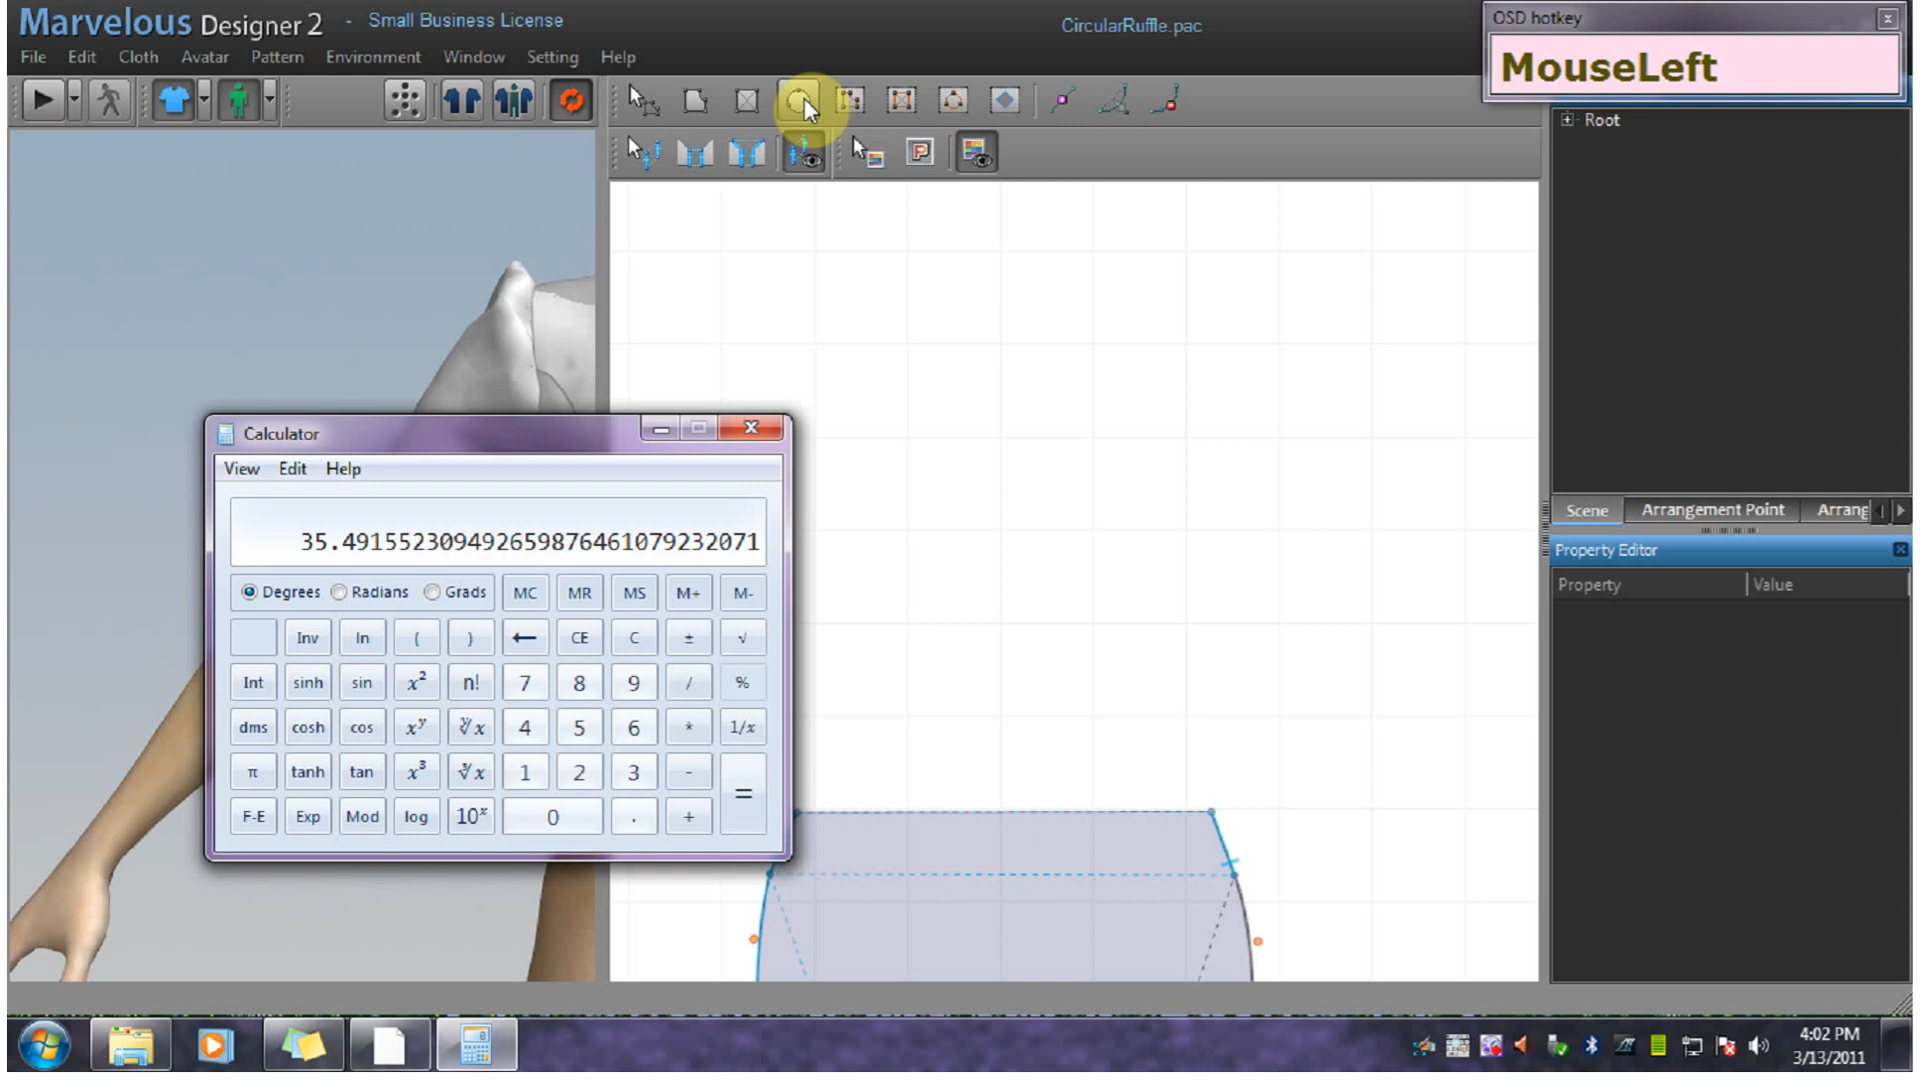 Marvelous Designer 2 - Small Business License
CircularRuffle.pac
OSD hotkey
MouseLeft
File Edit Cloth Avatar Pattern Environment Window Setting Help
Root
Calculator
View Edit Help
35.491552309492659876461079232071
Degrees Radians Grads MC MR MS M+ M-
Inv ln ( ) ← CE C ± √
Int sinh sin x² n! 7 8 9 / %
dms cosh cos xʸ ʸ√x 4 5 6 * 1/x
π tanh tan x³ ³√x 1 2 3 - =
F-E Exp Mod log 10ˣ 0 . +
Scene Arrangement Point Arrang
Property Editor
Property Value
P
4:02 PM
3/13/2011